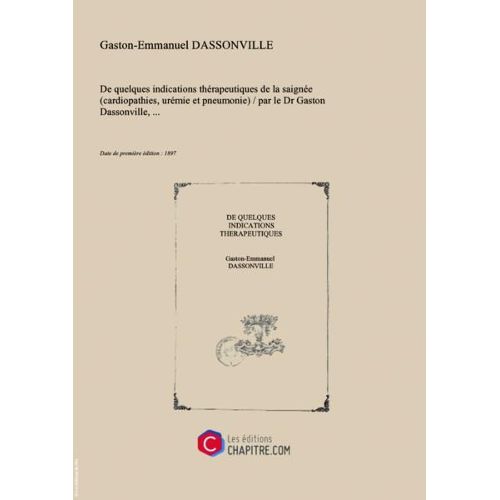 Gaston-Emmanuel DASSONVILLE
De quelques indications thérapeutiques de la saignée
(cardiopathies, urémie et pneumonie) / par le Dr Gaston
Dassonville, ...
Date de première édition : 1897
DE QUELQUES
INDICATIONS
THERAPEUTIQUES
Gaston-Emmanuel
DASSONVILLE
Les éditions
CHAPITRE.COM